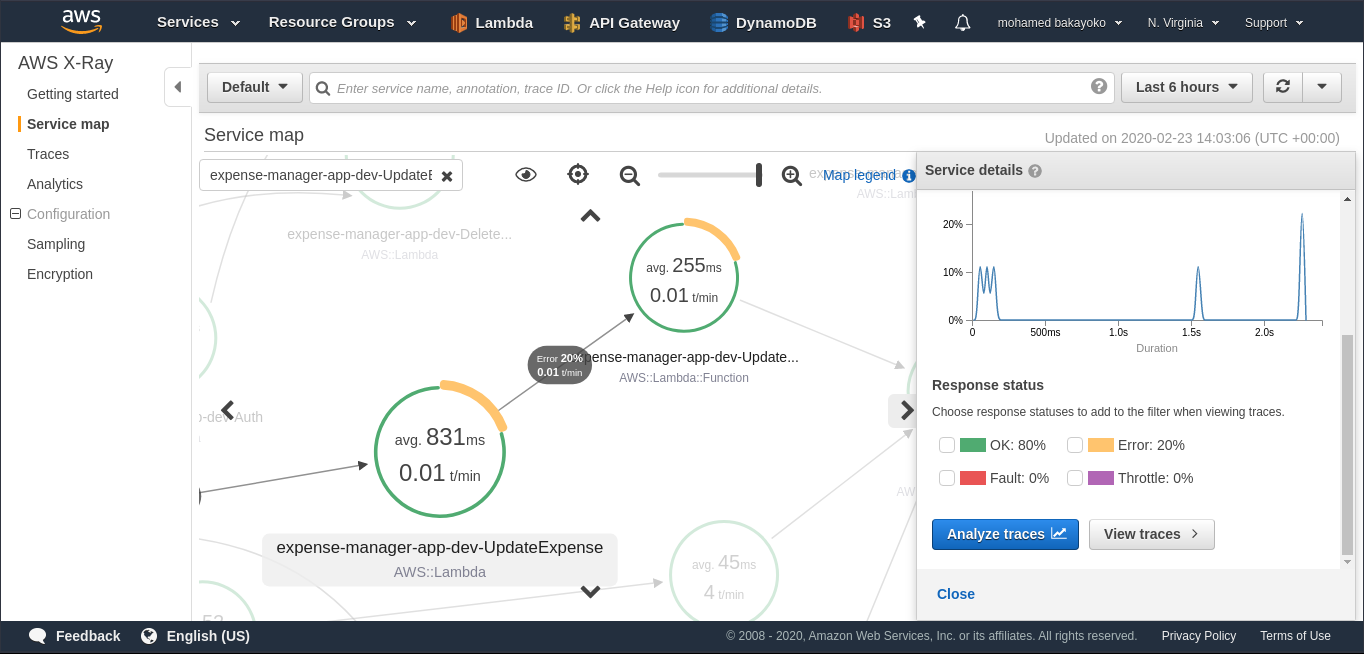 aws Services Resource Groups Lambda API Gateway DynamoDB S3 mohamed bakayoko N. Virginia Support
AWS X-Ray
Getting started
Service map
Traces
Analytics
Configuration
Sampling
Encryption
Default Enter service name, annotation, trace ID. Or click the Help icon for additional details. Last 6 hours
Service map
Updated on 2020-02-23 14:03:06 (UTC +00:00)
expense-manager-app-dev-UpdateE
Map legend
AWS::Lamb
expense-manager-app-dev-Delete...
AWS::Lambda
avg. 255ms
0.01 t/min
Error 20%
0.01 t/min
pense-manager-app-dev-Update...
AWS::Lambda::Function
-dev-Auth
avg. 831ms
0.01 t/min
expense-manager-app-dev-UpdateExpense
AWS::Lambda
avg. 45ms
4 t/min
AW
Service details
20%
10%
0%
0 500ms 1.0s 1.5s 2.0s
Duration
Response status
Choose response statuses to add to the filter when viewing traces.
OK: 80% Error: 20%
Fault: 0% Throttle: 0%
Analyze traces View traces
Close
Feedback English (US) © 2008 - 2020, Amazon Web Services, Inc. or its affiliates. All rights reserved. Privacy Policy Terms of Use